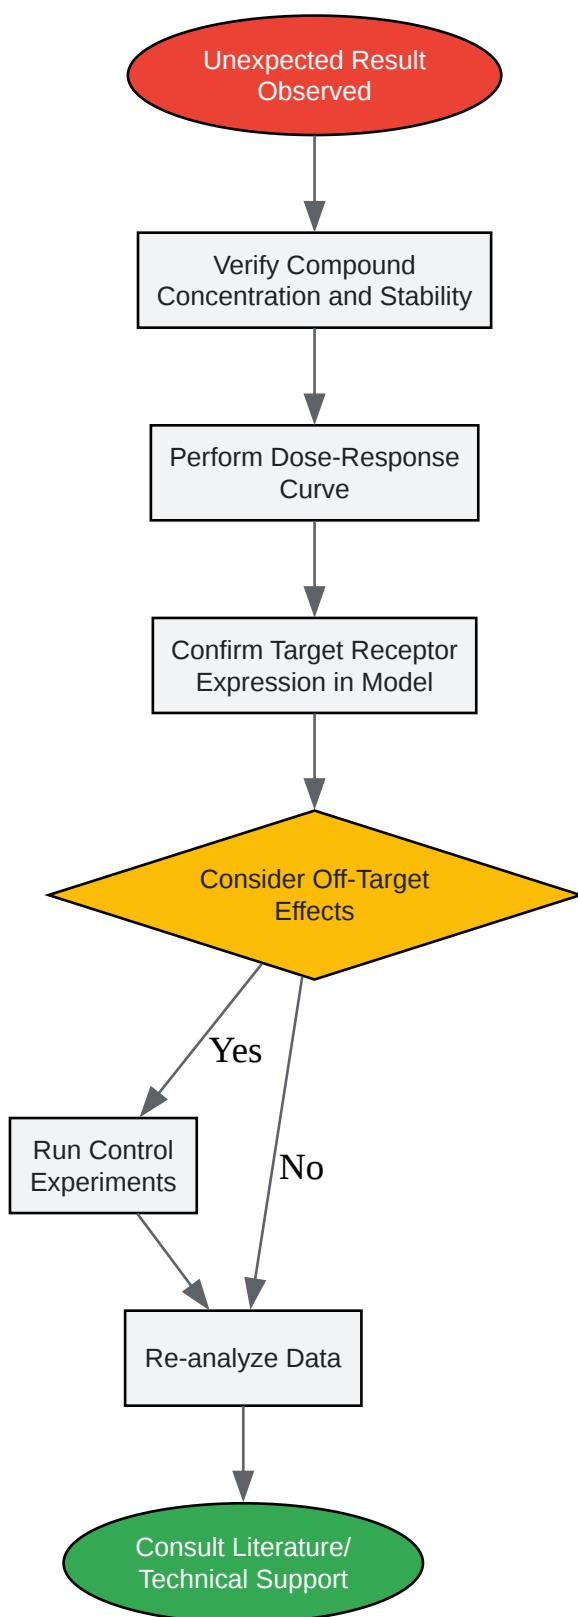 Unexpected Result
Observed
Verify Compound
Concentration and Stability
Perform Dose-Response
Curve
Confirm Target Receptor
Expression in Model
Consider Off-Target
Effects
Yes
Run Control
Experiments
No
Re-analyze Data
Consult Literature/
Technical Support